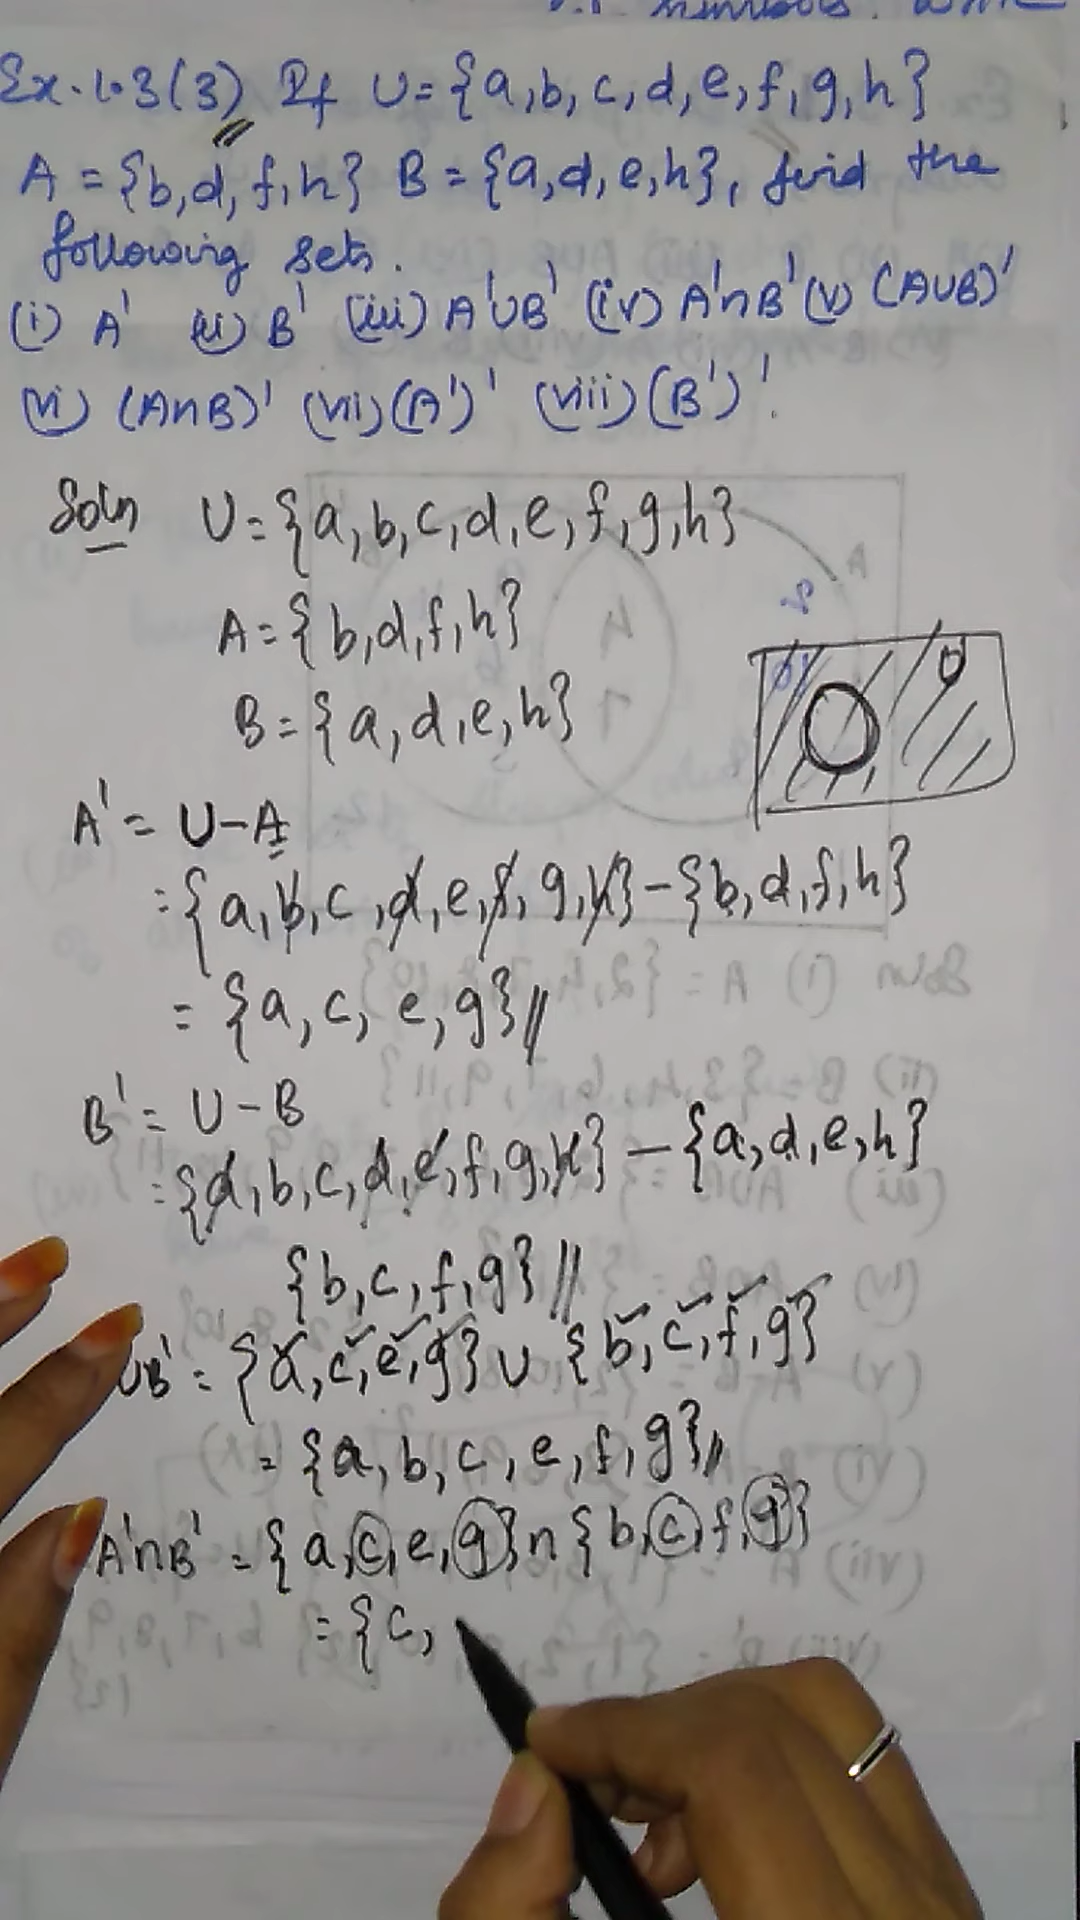 Ex. 1.3(3) If U={a,b,c,d,e,f,g,h}
A={b,d,f,h} B={a,d,e,h}, find the
following sets.
(i) A' (ii) B' (iii) A'∪B' (iv) A'∩B' (v) (A∪B)'
(vi) (A∩B)' (vii) (A')' (viii) (B')'.
Soln U={a,b,c,d,e,f,g,h}
A={b,d,f,h}
U
B={a,d,e,h}
A' = U-A
={a,b,c,d,e,f,g,h}-{b,d,f,h}
= {a,c,e,g}//
B' = U-B
={a,b,c,d,e,f,g,h}-{a,d,e,h}
{b,c,f,g}//
∪B' = {a,c,e,g}∪{b,c,f,g}
= {a,b,c,e,f,g}//
A'∩B' = {a,c,e,g}∩{b,c,f,g}
= {c,